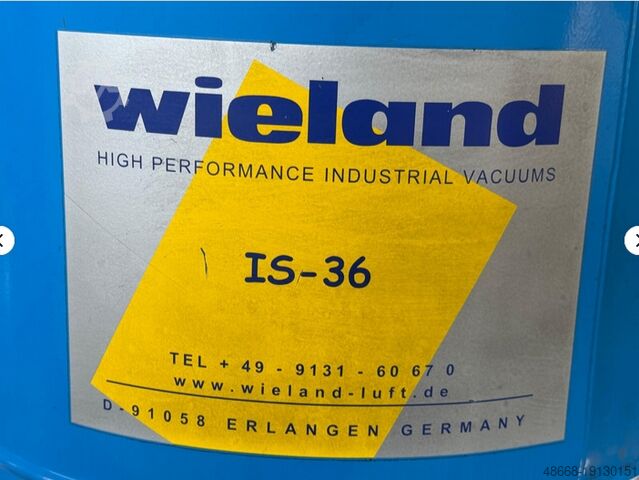 wieland
HIGH PERFORMANCE INDUSTRIAL VACUUMS
IS-36
TEL + 49 - 9131 - 60 67 0
www.wieland-luft.de
D-91058 ERLANGEN GERMANY
48668-19130151